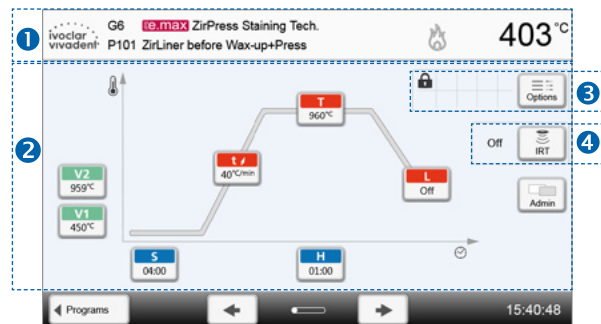 1
ivoclar vivadent
G6 IPS e.max ZirPress Staining Tech.
P101 ZirLiner before Wax-up+Press
403°C
2
3
Options
4
Off
IRT
Admin
T
960°C
t
40°C/min
L
Off
V2
959°C
V1
450°C
S
04:00
H
01:00
Programs
15:40:48